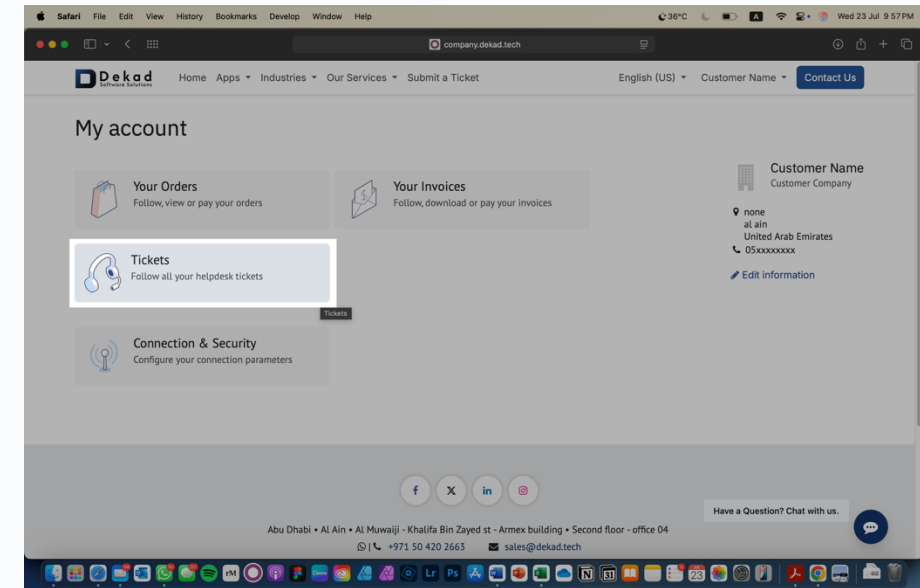 Safari File Edit View History Bookmarks Develop Window Help
36°C A Wed 23 Jul 9 57 PM
company.dekad.tech
Dekad
Software Solutions
Home Apps Industries Our Services Submit a Ticket
English (US) Customer Name Contact Us
My account
Your Orders
Follow, view or pay your orders
Your Invoices
Follow, download or pay your invoices
Tickets
Follow all your helpdesk tickets
Tickets
Connection & Security
Configure your connection parameters
Customer Name
Customer Company
none
al ain
United Arab Emirates
05xxxxxxxx
Edit information
Have a Question? Chat with us.
Abu Dhabi • Al Ain • Al Muwaiji - Khalifa Bin Zayed st - Armex building • Second floor - office 04
| +971 50 420 2663 sales@dekad.tech